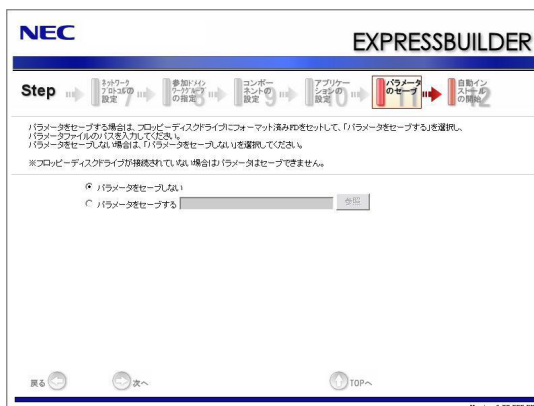 NEC
EXPRESSBUILDER
Step
ネットワークプロトコルの設定 7
参加ドメイン・ワークグループの指定 8
コンポーネントの設定 9
アプリケーションの設定 10
パラメータのセーブ 11
自動インストールの開始 12
パラメータをセーブする場合は、フロッピーディスクドライブにフォーマット済みFDをセットして、「パラメータをセーブする」を選択し、
パラメータファイルのパスを入力してください。
パラメータをセーブしない場合は、「パラメータをセーブしない」を選択してください。
※フロッピーディスクドライブが接続されていない場合はパラメータはセーブできません。
パラメータをセーブしない
パラメータをセーブする
参照
戻る
次へ
TOPへ